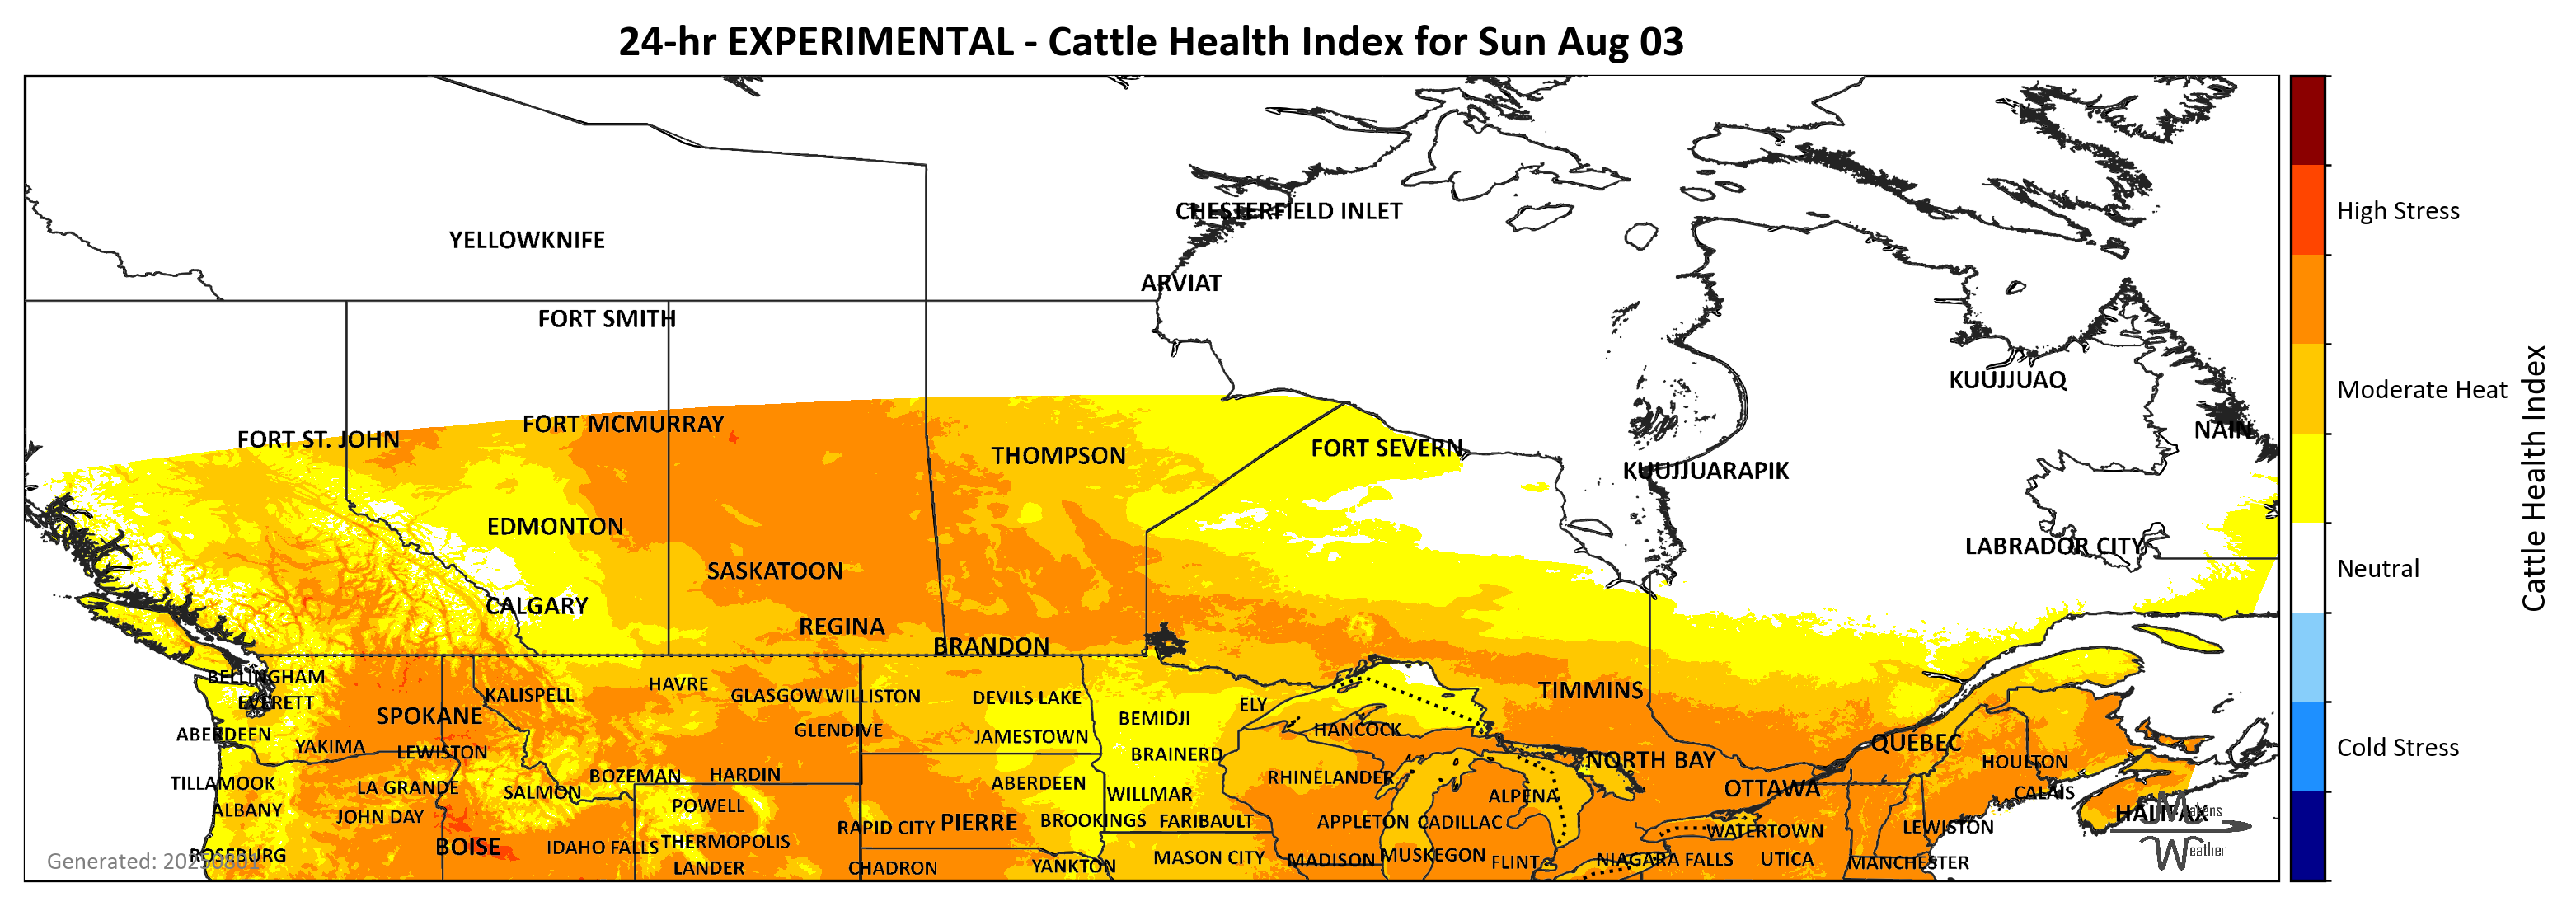 24-hr EXPERIMENTAL - Cattle Health Index for Sun Aug 03
CHESTERFIELD INLET
High Stress
YELLOWKNIFE
ARVIAT
FORT SMITH
KUUJJUAQ
Moderate Heat
FORT MCMURRAY
NAIN
FORT ST. JOHN
FORT SEVERN
THOMPSON
KUUJJUARAPIK
Cattle Health Index
EDMONTON
LABRADOR CITY
Neutral
SASKATOON
CALGARY
REGINA
BRANDON
BELLINGHAM
HAVRE
KALISPELL
GLASGOW
WILLISTON
DEVILS LAKE
TIMMINS
EVERETT
ELY
SPOKANE
BEMIDJI
GLENDIVE
HANCOCK
ABERDEEN
JAMESTOWN
QUEBEC
YAKIMA
LEWISTON
BRAINERD
Cold Stress
NORTH BAY
HOULTON
BOZEMAN
HARDIN
RHINELANDER
TILLAMOOK
LA GRANDE
SALMON
ABERDEEN
WILLMAR
ALPENA
OTTAWA
CALAIS
ALBANY
JOHN DAY
POWELL
HALIFAX
Makens
RAPID CITY
PIERRE
BROOKINGS
FARIBAULT
APPLETON
CADILLAC
WATERTOWN
LEWISTON
BOISE
IDAHO FALLS
THERMOPOLIS
Weather
ROSEBURG
Generated: 20250801
MASON CITY
MADISON
MUSKEGON
FLINT
NIAGARA FALLS
UTICA
MANCHESTER
LANDER
CHADRON
YANKTON